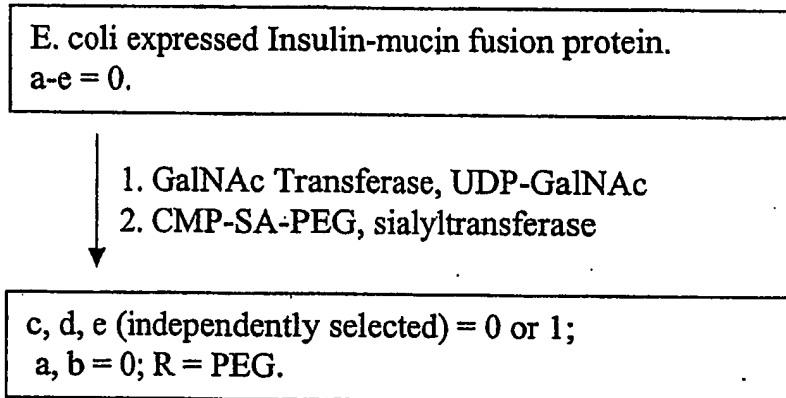 E. coli expressed Insulin-mucin fusion protein.
a-e = 0.
1. GalNAc Transferase, UDP-GalNAc
2. CMP-SA-PEG, sialyltransferase
c, d, e (independently selected) = 0 or 1;
a, b = 0; R = PEG.